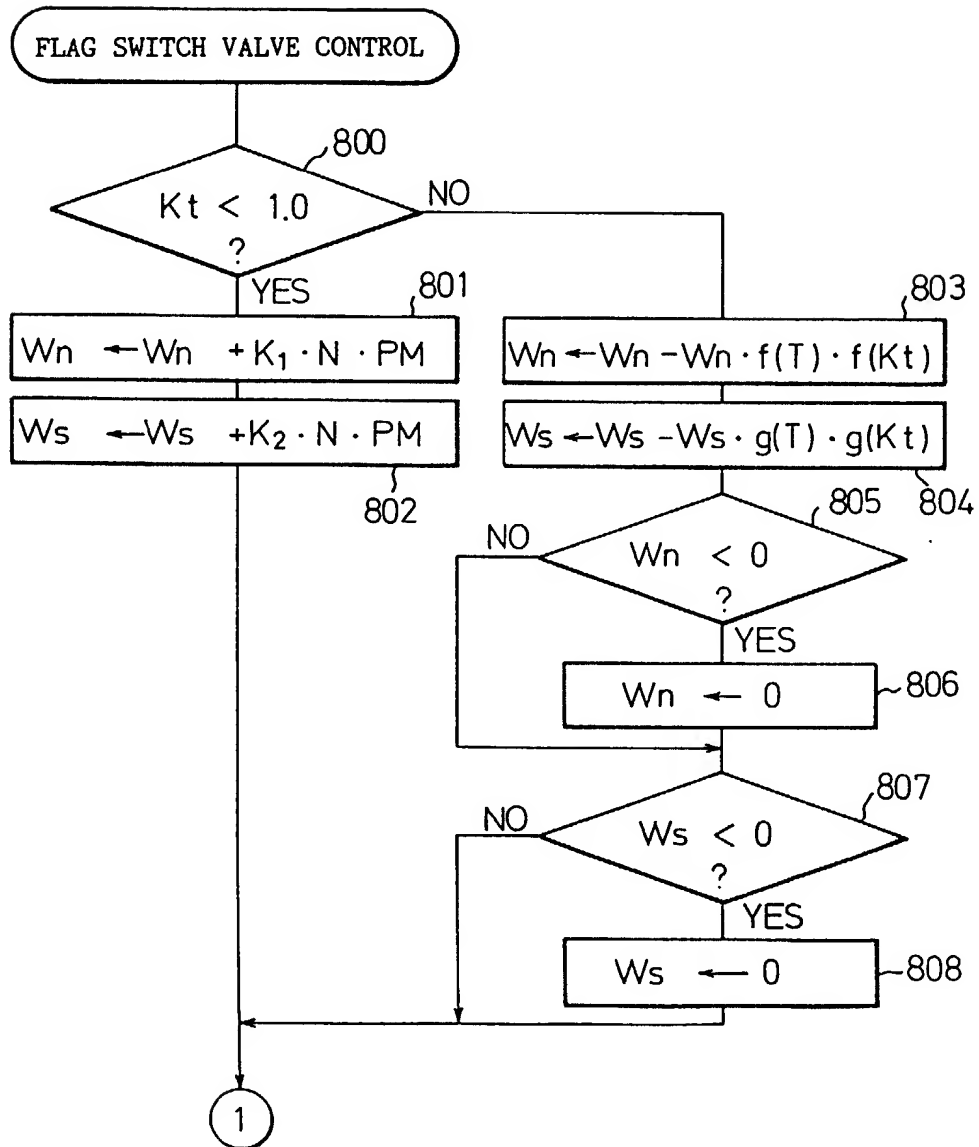 FLAG SWITCH VALVE CONTROL
800
Kt < 1.0
?
NO
YES
801
Wn ← Wn + K₁ · N · PM
Ws ← Ws + K₂ · N · PM
802
803
Wn ← Wn − Wn · f(T) · f(Kt)
Ws ← Ws − Ws · g(T) · g(Kt)
804
805
NO
Wn < 0
?
YES
Wn ← 0
806
807
NO
Ws < 0
?
YES
Ws ← 0
808
1